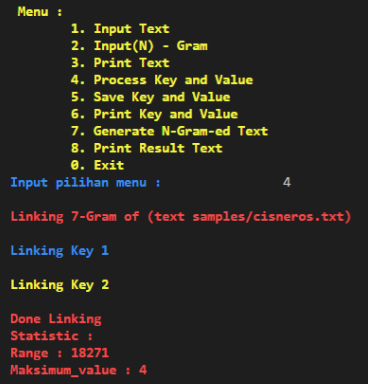 Menu :
1. Input Text
2. Input(N) - Gram
3. Print Text
4. Process Key and Value
5. Save Key and Value
6. Print Key and Value
7. Generate N-Gram-ed Text
8. Print Result Text
0. Exit
Input pilihan menu : 4
Linking 7-Gram of (text samples/cisneros.txt)
Linking Key 1
Linking Key 2
Done Linking
Statistic :
Range : 18271
Maksimum_value : 4